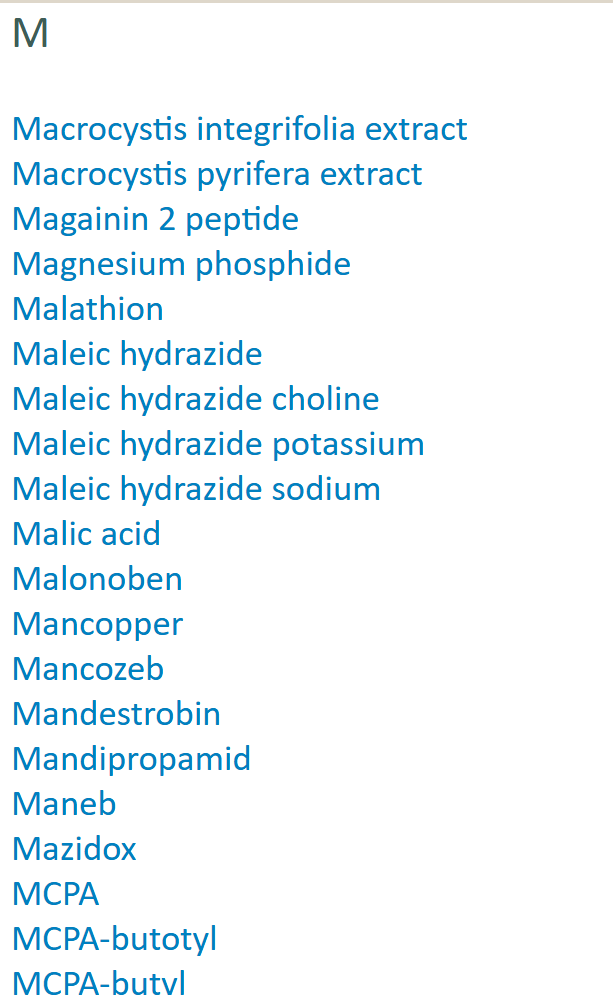 M
Macrocystis integrifolia extract
Macrocystis pyrifera extract
Magainin 2 peptide
Magnesium phosphide
Malathion
Maleic hydrazide
Maleic hydrazide choline
Maleic hydrazide potassium
Maleic hydrazide sodium
Malic acid
Malonoben
Mancopper
Mancozeb
Mandestrobin
Mandipropamid
Maneb
Mazidox
MCPA
MCPA-butotyl
MCPA-butyl